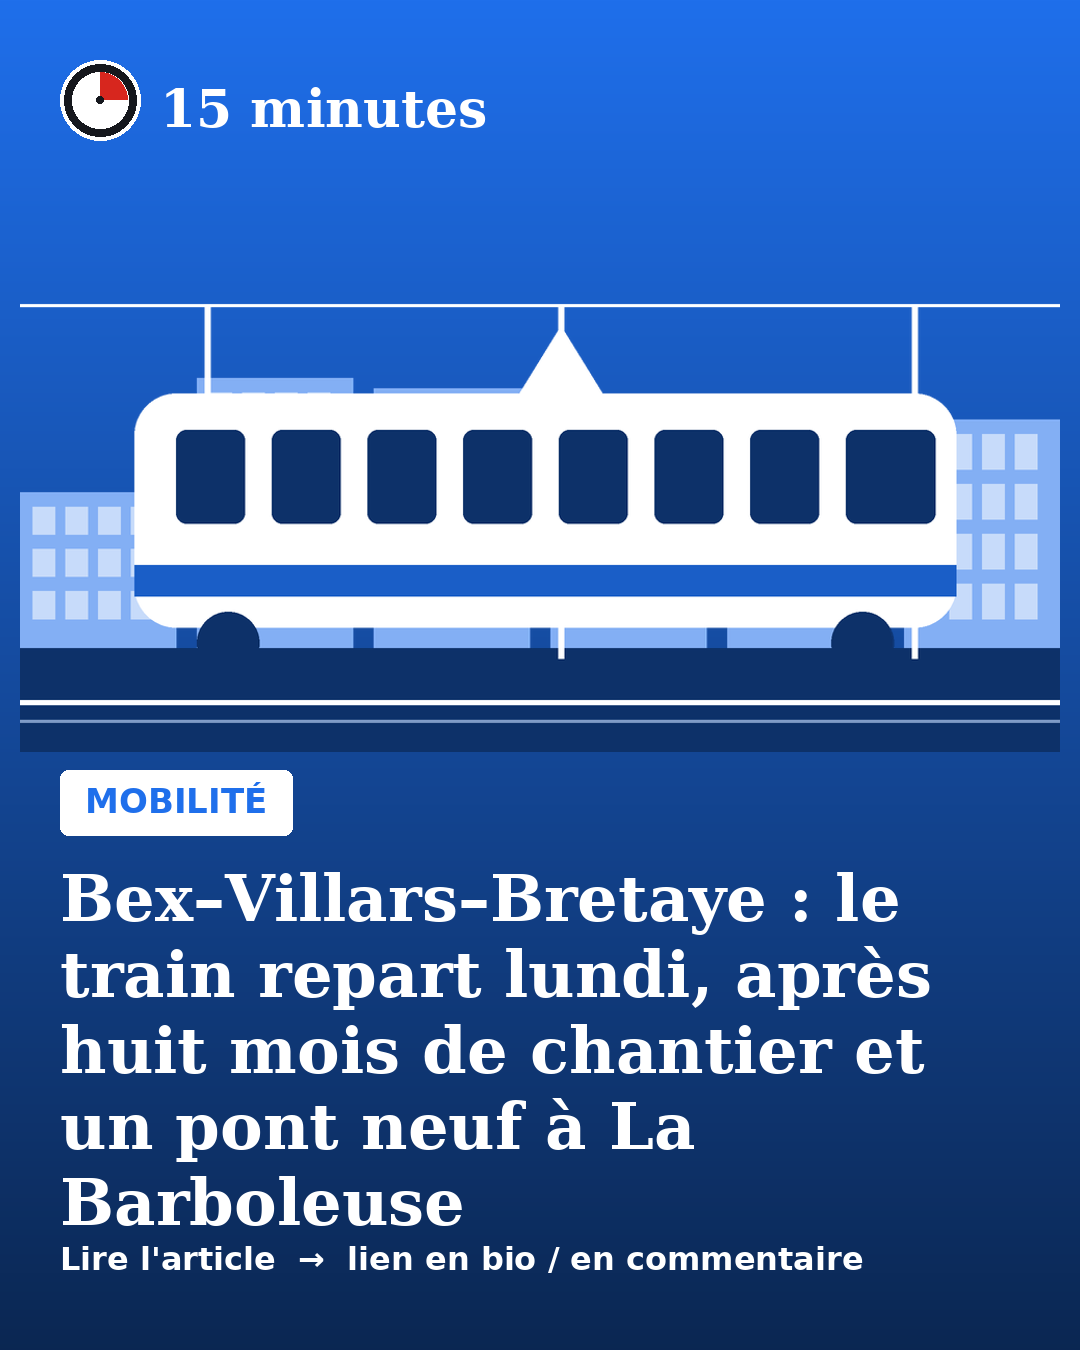 15 minutes
MOBILITÉ
Bex–Villars–Bretaye : le
train repart lundi, après
huit mois de chantier et
un pont neuf à La
Barboleuse
Lire l'article → lien en bio / en commentaire